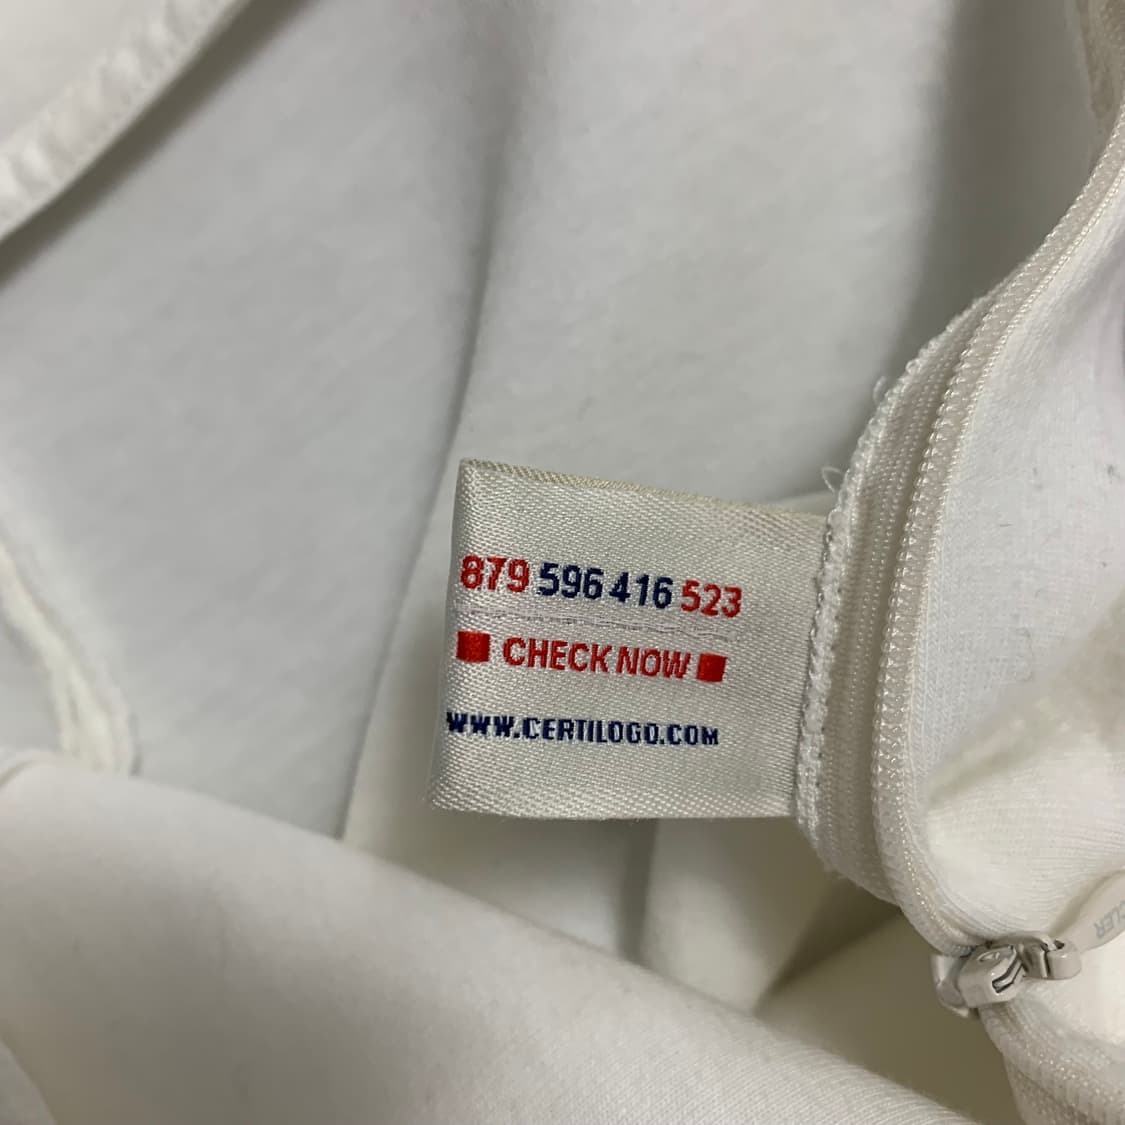 879 596 416 523
CHECK NOW
WWW.CERTILOGO.COM